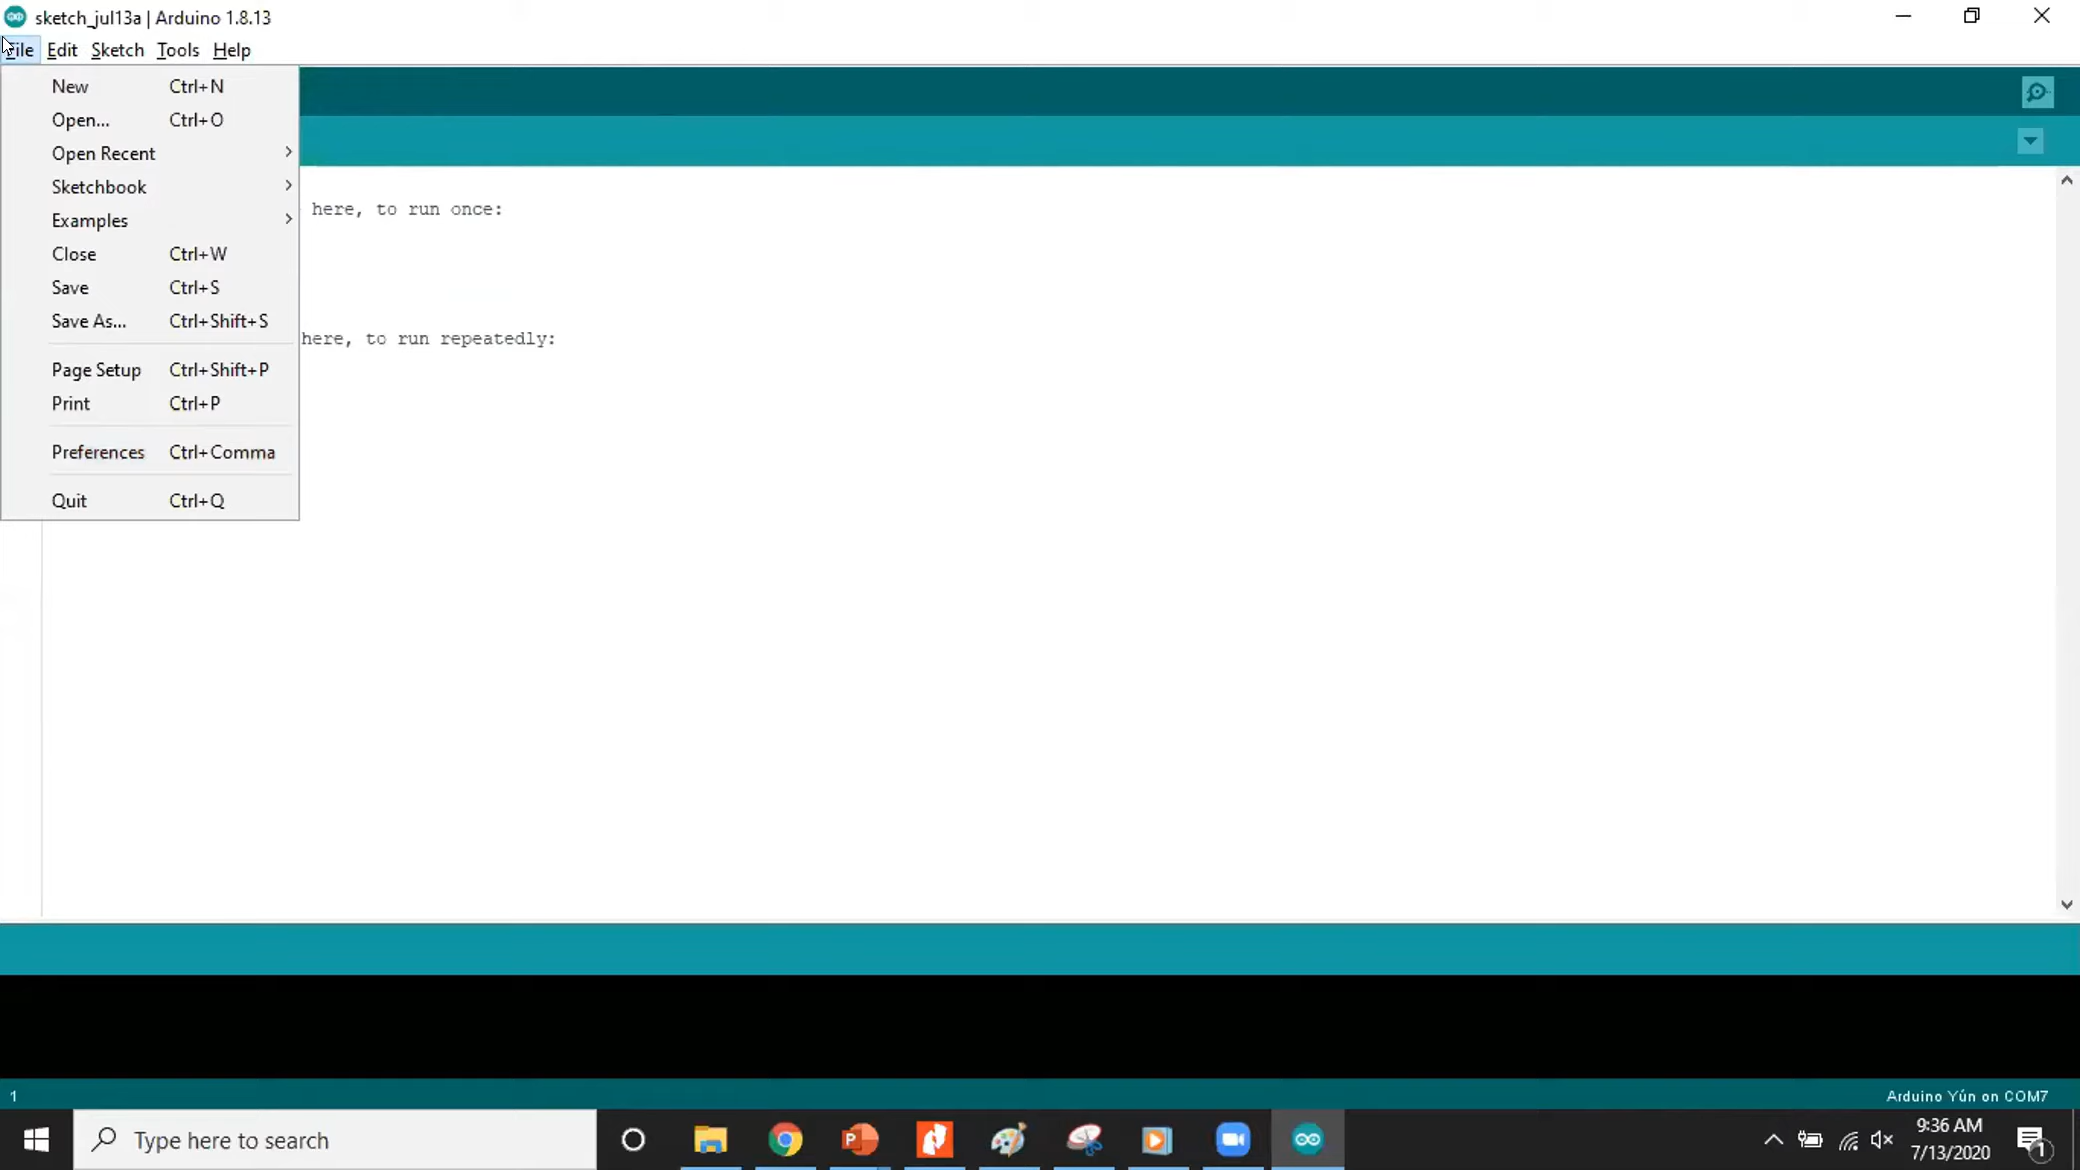 sketch_jul13a | Arduino 1.8.13
File Edit Sketch Tools Help
New Ctrl+N
Open... Ctrl+O
Open Recent
Sketchbook
Examples
Close Ctrl+W
Save Ctrl+S
Save As... Ctrl+Shift+S
Page Setup Ctrl+Shift+P
Print Ctrl+P
Preferences Ctrl+Comma
Quit Ctrl+Q
here, to run once:
here, to run repeatedly:
1
Arduino Yún on COM7
Type here to search
9:36 AM
7/13/2020
1